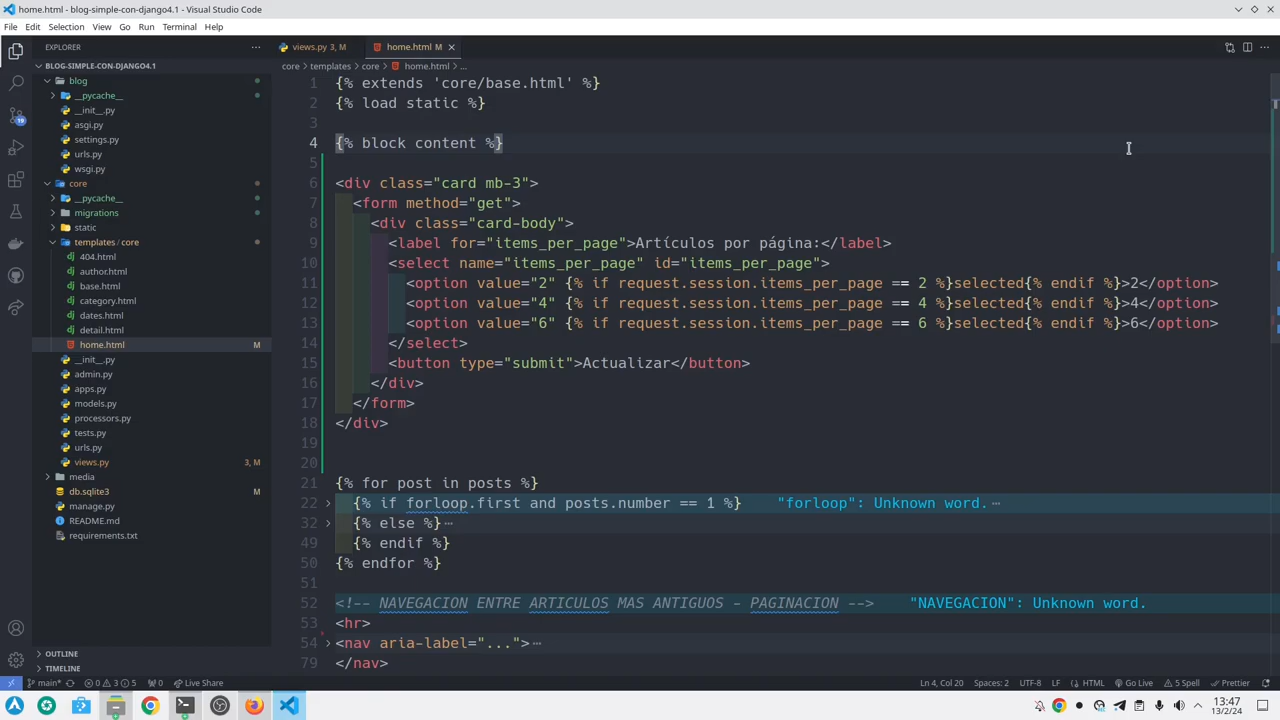 home.html - blog-simple-con-django4.1 - Visual Studio Code
File Edit Selection View Go Run Terminal Help
EXPLORER
views.py 3, M
home.html M
BLOG-SIMPLE-CON-DJANGO4.1
core > templates > core > home.html > ...
blog
__pycache__
__init__.py
asgi.py
settings.py
urls.py
wsgi.py
core
__pycache__
migrations
static
templates / core
404.html
author.html
base.html
category.html
dates.html
detail.html
home.html M
__init__.py
admin.py
apps.py
models.py
processors.py
tests.py
urls.py
views.py 3, M
media
db.sqlite3 M
manage.py
README.md
requirements.txt
OUTLINE
TIMELINE
19
1 {% extends 'core/base.html' %}
2 {% load static %}
3
4 {% block content %}
5
6 <div class="card mb-3">
7 <form method="get">
8 <div class="card-body">
9 <label for="items_per_page">Artículos por página:</label>
10 <select name="items_per_page" id="items_per_page">
11 <option value="2" {% if request.session.items_per_page == 2 %}selected{% endif %}>2</option>
12 <option value="4" {% if request.session.items_per_page == 4 %}selected{% endif %}>4</option>
13 <option value="6" {% if request.session.items_per_page == 6 %}selected{% endif %}>6</option>
14 </select>
15 <button type="submit">Actualizar</button>
16 </div>
17 </form>
18 </div>
19
20
21 {% for post in posts %}
22 {% if forloop.first and posts.number == 1 %} "forloop": Unknown word. ⋯
32 {% else %} ⋯
49 {% endif %}
50 {% endfor %}
51
52 <!-- NAVEGACION ENTRE ARTICULOS MAS ANTIGUOS - PAGINACION --> "NAVEGACION": Unknown word.
53 <hr>
54 <nav aria-label="..."> ⋯
79 </nav>
main* 0 3 5 0 Live Share
Ln 4, Col 20 Spaces: 2 UTF-8 LF HTML Go Live 5 Spell Prettier
13:47
13/2/24